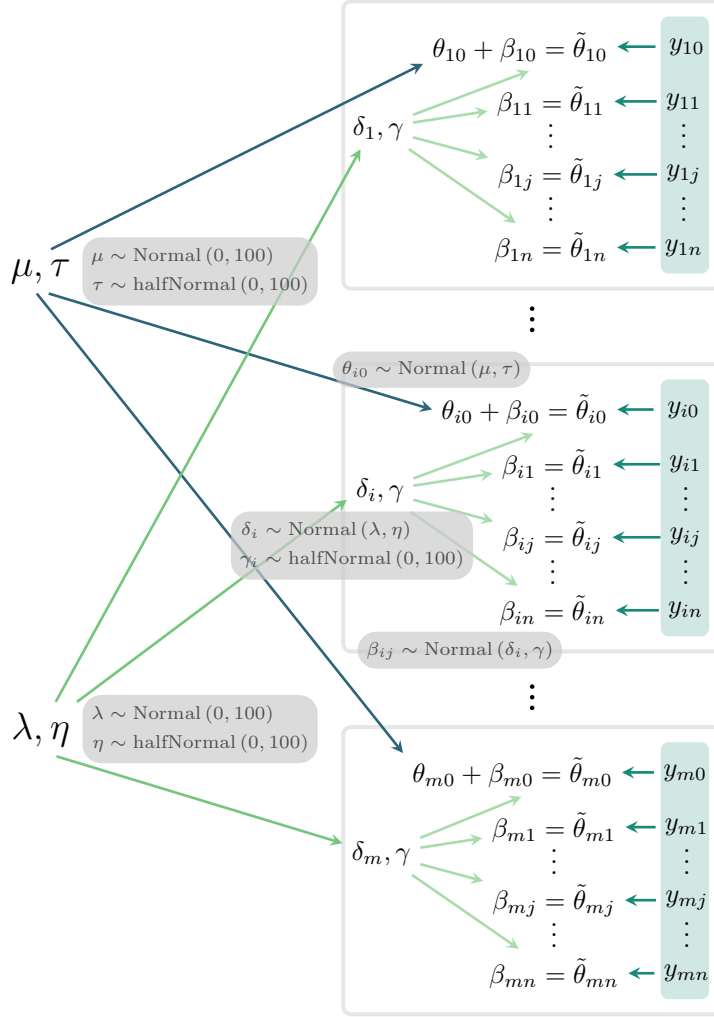 θ₁₀ + β₁₀ = θ̃₁₀ y₁₀
β₁₁ = θ̃₁₁ y₁₁
δ₁, γ
⋮ ⋮
β₁ⱼ = θ̃₁ⱼ y₁ⱼ
⋮ ⋮
β₁ₙ = θ̃₁ₙ y₁ₙ
μ, τ
μ ∼ Normal (0, 100)
τ ∼ halfNormal (0, 100)
⋮
θᵢ₀ ∼ Normal (μ, τ)
θᵢ₀ + βᵢ₀ = θ̃ᵢ₀ yᵢ₀
βᵢ₁ = θ̃ᵢ₁ yᵢ₁
δᵢ, γ
⋮ ⋮
δᵢ ∼ Normal (λ, η)
γᵢ ∼ halfNormal (0, 100)
βᵢⱼ = θ̃ᵢⱼ yᵢⱼ
⋮ ⋮
βᵢₙ = θ̃ᵢₙ yᵢₙ
βᵢⱼ ∼ Normal (δᵢ, γ)
⋮
λ, η
λ ∼ Normal (0, 100)
η ∼ halfNormal (0, 100)
θₘ₀ + βₘ₀ = θ̃ₘ₀ yₘ₀
βₘ₁ = θ̃ₘ₁ yₘ₁
δₘ, γ
⋮ ⋮
βₘⱼ = θ̃ₘⱼ yₘⱼ
⋮ ⋮
βₘₙ = θ̃ₘₙ yₘₙ